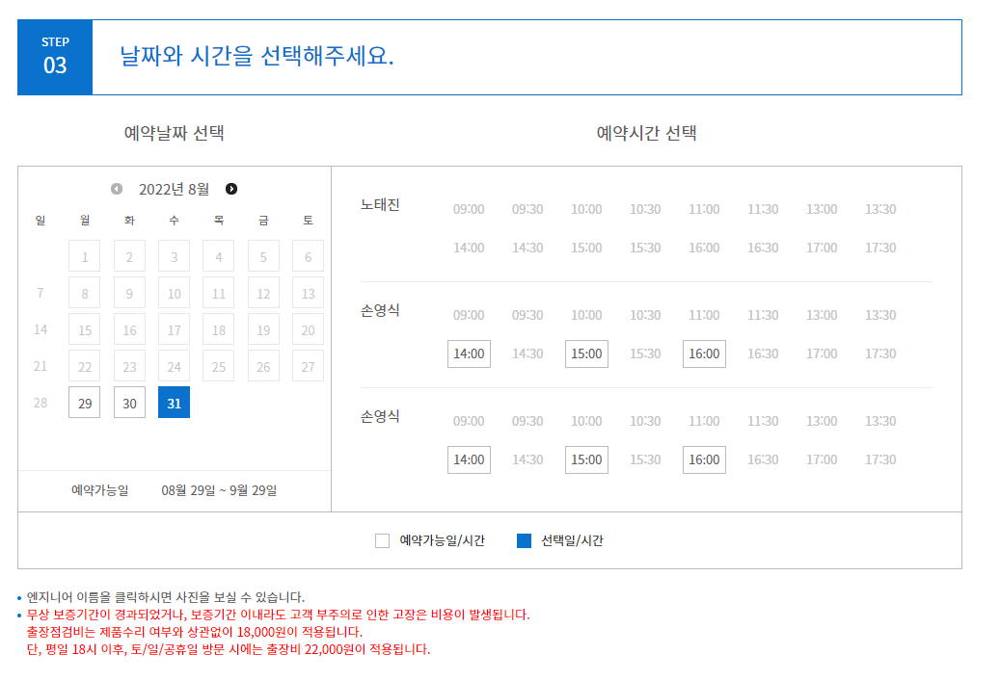 STEP
03
날짜와 시간을 선택해주세요.
예약날짜 선택
예약시간 선택
2022년 8월
일 월 화 수 목 금 토
1 2 3 4 5 6
7 8 9 10 11 12 13
14 15 16 17 18 19 20
21 22 23 24 25 26 27
28 29 30 31
예약가능일 08월 29일 ~ 9월 29일
노태진 09:00 09:30 10:00 10:30 11:00 11:30 13:00 13:30
14:00 14:30 15:00 15:30 16:00 16:30 17:00 17:30
손영식 09:00 09:30 10:00 10:30 11:00 11:30 13:00 13:30
14:00 14:30 15:00 15:30 16:00 16:30 17:00 17:30
손영식 09:00 09:30 10:00 10:30 11:00 11:30 13:00 13:30
14:00 14:30 15:00 15:30 16:00 16:30 17:00 17:30
예약가능일/시간 선택일/시간
엔지니어 이름을 클릭하시면 사진을 보실 수 있습니다.
무상 보증기간이 경과되었거나, 보증기간 이내라도 고객 부주의로 인한 고장은 비용이 발생됩니다.
출장점검비는 제품수리 여부와 상관없이 18,000원이 적용됩니다.
단, 평일 18시 이후, 토/일/공휴일 방문 시에는 출장비 22,000원이 적용됩니다.